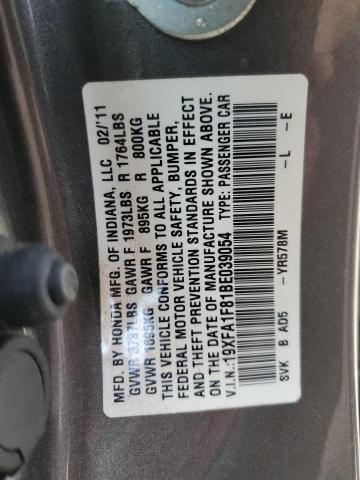 MFD. BY HONDA MFG. OF INDIANA, LLC 02/11
GVWR 3737LBS GAWR F 1973LBS R 1764LBS
GVWR 1695KG GAWR F 895KG R 800KG
THIS VEHICLE CONFORMS TO ALL APPLICABLE
FEDERAL MOTOR VEHICLE SAFETY, BUMPER,
AND THEFT PREVENTION STANDARDS IN EFFECT
ON THE DATE OF MANUFACTURE SHOWN ABOVE.
V.I.N.:19XFA1F81BE039054 TYPE: PASSENGER CAR
SVK B AD5 -YR578M -L -E